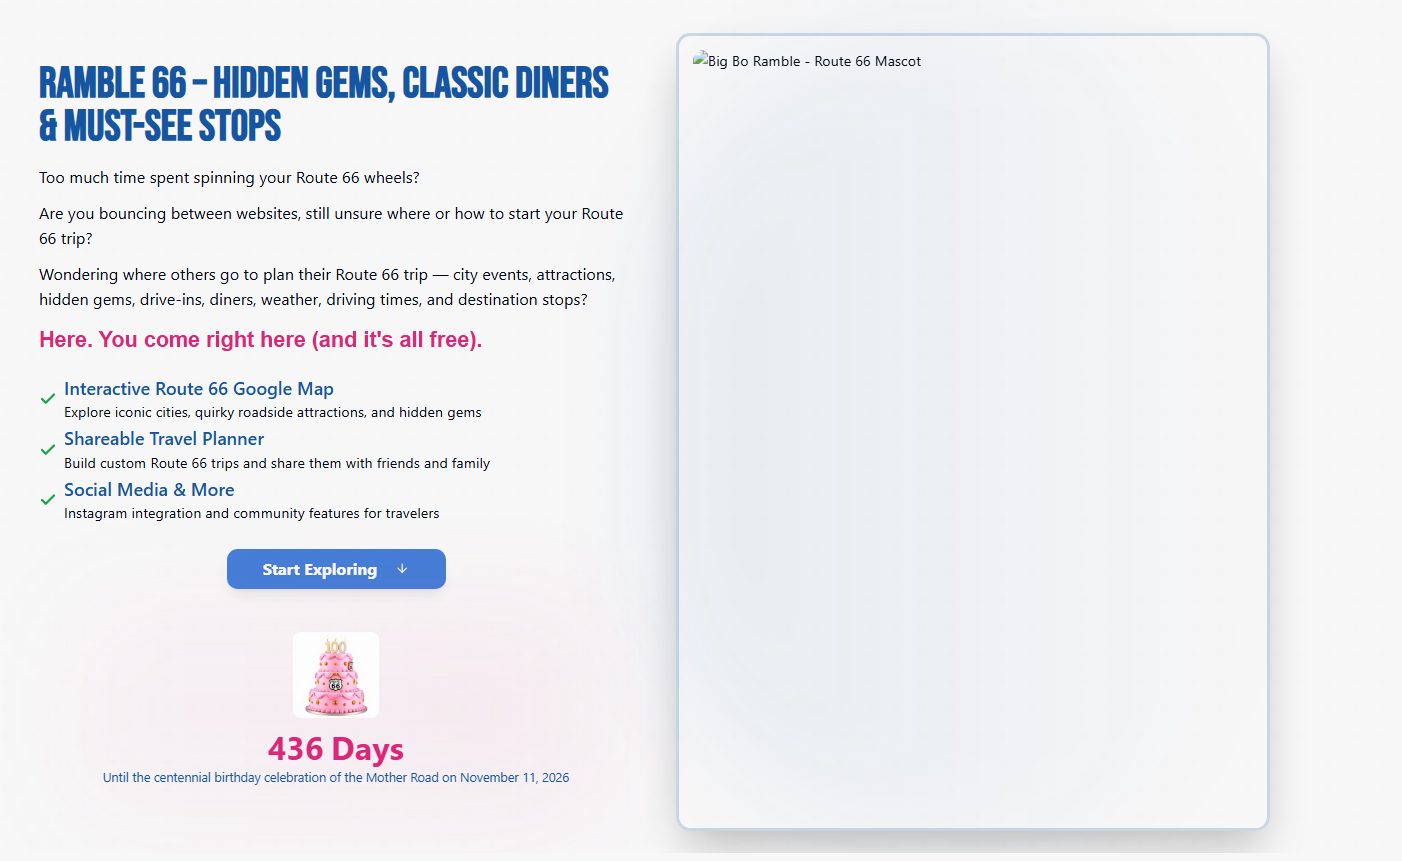 RAMBLE 66 – HIDDEN GEMS, CLASSIC DINERS
& MUST-SEE STOPS
Too much time spent spinning your Route 66 wheels?
Are you bouncing between websites, still unsure where or how to start your Route
66 trip?
Wondering where others go to plan their Route 66 trip — city events, attractions,
hidden gems, drive-ins, diners, weather, driving times, and destination stops?
Here. You come right here (and it's all free).
Interactive Route 66 Google Map
Explore iconic cities, quirky roadside attractions, and hidden gems
Shareable Travel Planner
Build custom Route 66 trips and share them with friends and family
Social Media & More
Instagram integration and community features for travelers
Start Exploring
100
66
436 Days
Until the centennial birthday celebration of the Mother Road on November 11, 2026
Big Bo Ramble - Route 66 Mascot